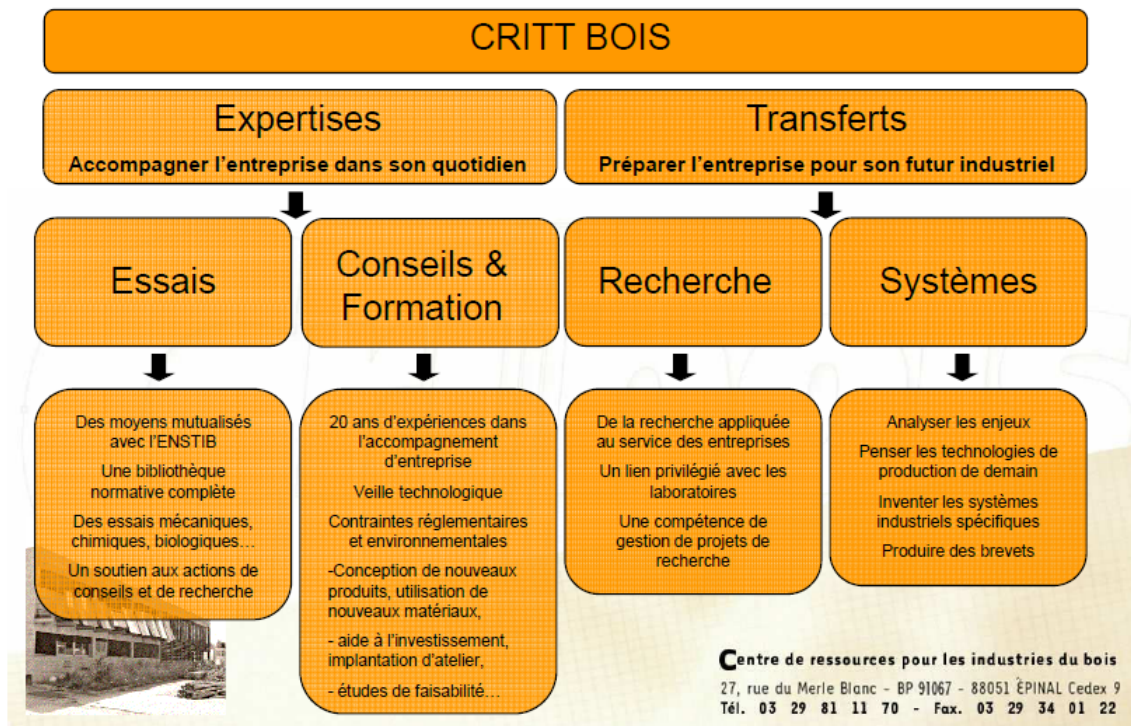 CRITT BOIS
Expertises
Accompagner l'entreprise dans son quotidien
Transferts
Préparer l'entreprise pour son futur industriel
Essais
Conseils &
Formation
Recherche
Systèmes
Des moyens mutualisés
avec l'ENSTIB
Une bibliothèque
normative complète
Des essais mécaniques,
chimiques, biologiques…
Un soutien aux actions de
conseils et de recherche
20 ans d'expériences dans
l'accompagnement
d'entreprise
Veille technologique
Contraintes réglementaires
et environnementales
-Conception de nouveaux
produits, utilisation de
nouveaux matériaux,
- aide à l'investissement,
implantation d'atelier,
- études de faisabilité…
De la recherche appliquée
au service des entreprises
Un lien privilégié avec les
laboratoires
Une compétence de
gestion de projets de
recherche
Analyser les enjeux
Penser les technologies de
production de demain
Inventer les systèmes
industriels spécifiques
Produire des brevets
Centre de ressources pour les industries du bois
27, rue du Merle Blanc - BP 91067 - 88051 ÉPINAL Cedex 9
Tél. 03 29 81 11 70 - Fax. 03 29 34 01 22